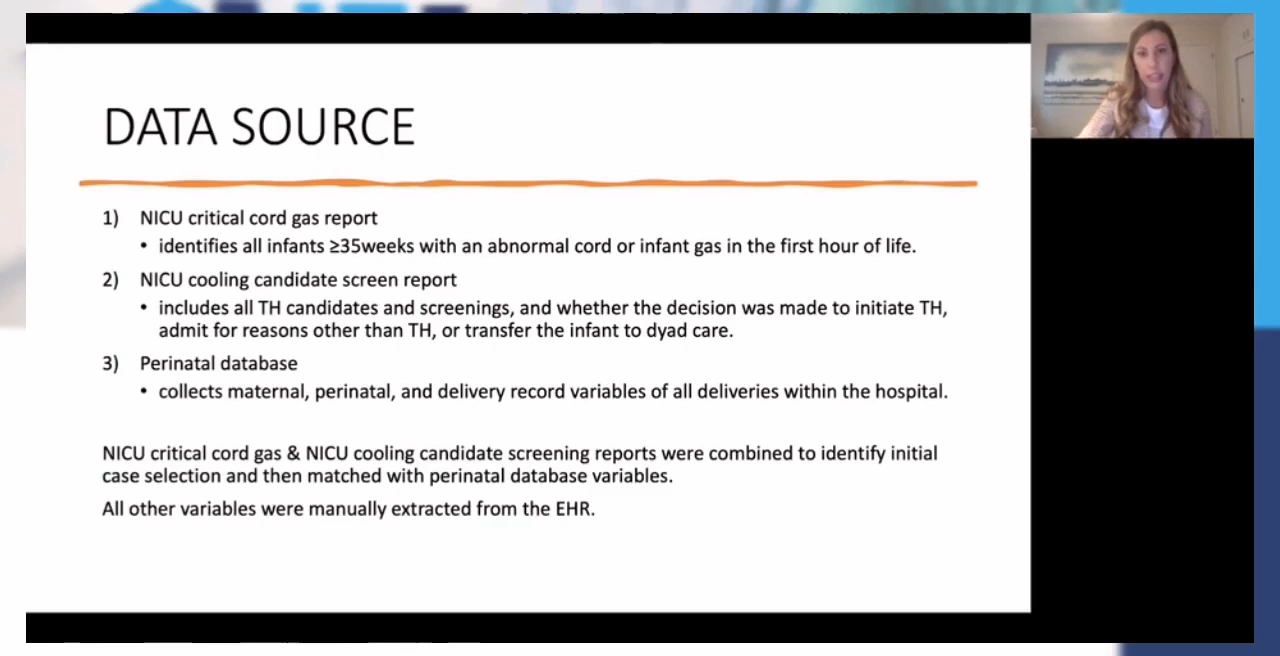 DATA SOURCE
1) NICU critical cord gas report
• identifies all infants ≥35weeks with an abnormal cord or infant gas in the first hour of life.
2) NICU cooling candidate screen report
• includes all TH candidates and screenings, and whether the decision was made to initiate TH,
admit for reasons other than TH, or transfer the infant to dyad care.
3) Perinatal database
• collects maternal, perinatal, and delivery record variables of all deliveries within the hospital.
NICU critical cord gas & NICU cooling candidate screening reports were combined to identify initial
case selection and then matched with perinatal database variables.
All other variables were manually extracted from the EHR.